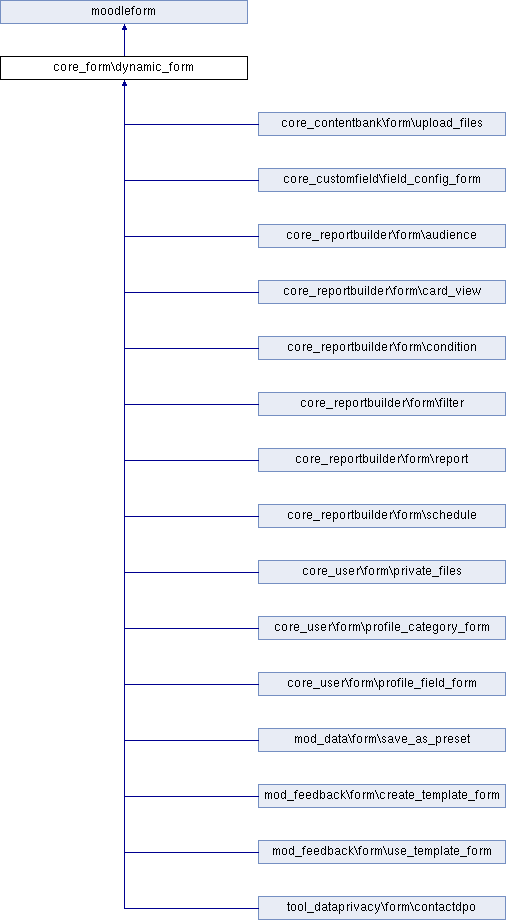 moodleform
core_form\dynamic_form
core_contentbank\form\upload_files
core_customfield\field_config_form
core_reportbuilder\form\audience
core_reportbuilder\form\card_view
core_reportbuilder\form\condition
core_reportbuilder\form\filter
core_reportbuilder\form\report
core_reportbuilder\form\schedule
core_user\form\private_files
core_user\form\profile_category_form
core_user\form\profile_field_form
mod_data\form\save_as_preset
mod_feedback\form\create_template_form
mod_feedback\form\use_template_form
tool_dataprivacy\form\contactdpo